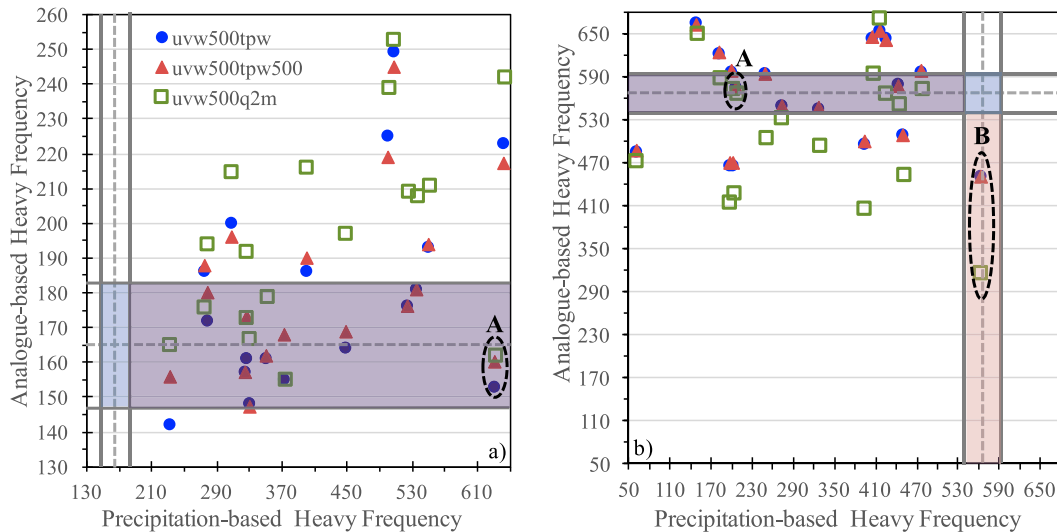 Analogue-based Heavy Frequency
260
250
240
230
220
210
200
190
180
170
160
150
140
130
uvw500tpw
uvw500tpw500
uvw500q2m
A
a)
130 210 290 370 450 530 610
Precipitation-based Heavy Frequency
Analogue-based Heavy Frequency
650
590
530
470
410
350
290
230
170
110
50
A
B
b)
50 110 170 230 290 350 410 470 530 590 650
Precipitation-based Heavy Frequency